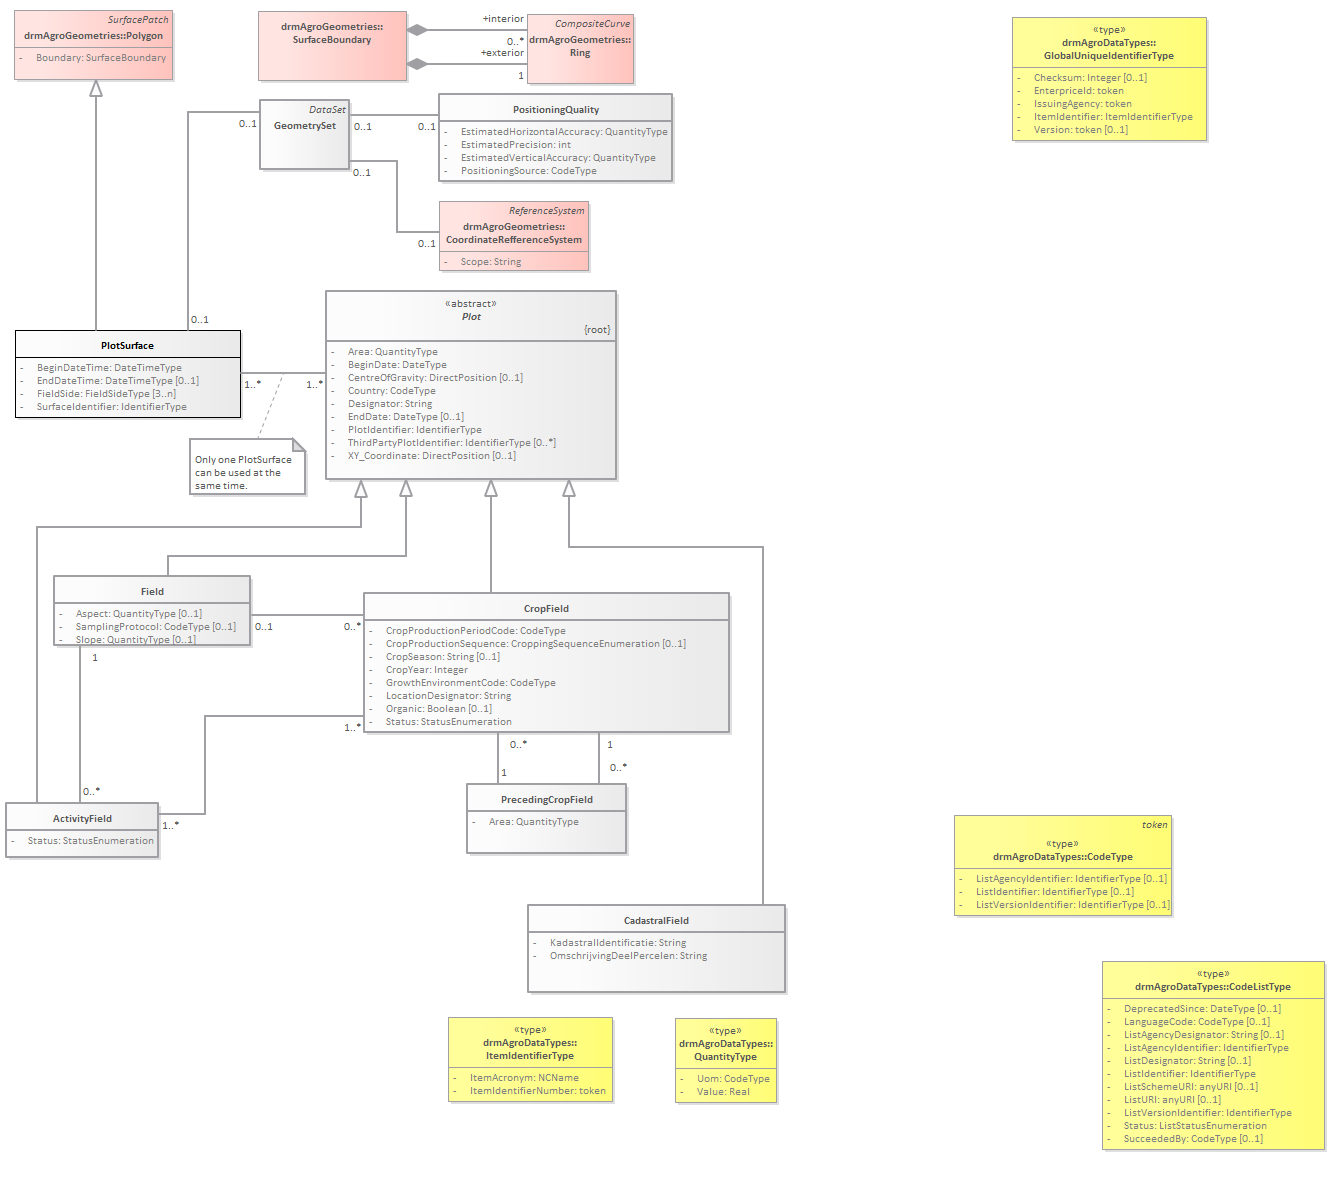 SurfacePatch
drmAgroGeometries::Polygon
- Boundary: SurfaceBoundary
drmAgroGeometries::
SurfaceBoundary
+interior
0..*
+exterior
1
CompositeCurve
drmAgroGeometries::
Ring
«type»
drmAgroDataTypes::
GlobalUniqueIdentifierType
- Checksum: Integer [0..1]
- EnterpriceId: token
- IssuingAgency: token
- ItemIdentifier: ItemIdentifierType
- Version: token [0..1]
DataSet
GeometrySet
0..1
0..1
0..1
0..1
PositioningQuality
- EstimatedHorizontalAccuracy: QuantityType
- EstimatedPrecision: int
- EstimatedVerticalAccuracy: QuantityType
- PositioningSource: CodeType
ReferenceSystem
drmAgroGeometries::
CoordinateRefferenceSystem
- Scope: String
0..1
0..1
PlotSurface
- BeginDateTime: DateTimeType
- EndDateTime: DateTimeType [0..1]
- FieldSide: FieldSideType [3..n]
- SurfaceIdentifier: IdentifierType
1..*
1..*
«abstract»
Plot
{root}
- Area: QuantityType
- BeginDate: DateType
- CentreOfGravity: DirectPosition [0..1]
- Country: CodeType
- Designator: String
- EndDate: DateType [0..1]
- PlotIdentifier: IdentifierType
- ThirdPartyPlotIdentifier: IdentifierType [0..*]
- XY_Coordinate: DirectPosition [0..1]
Only one PlotSurface
can be used at the
same time.
Field
- Aspect: QuantityType [0..1]
- SamplingProtocol: CodeType [0..1]
- Slope: QuantityType [0..1]
0..1
0..*
1
CropField
- CropProductionPeriodCode: CodeType
- CropProductionSequence: CroppingSequenceEnumeration [0..1]
- CropSeason: String [0..1]
- CropYear: Integer
- GrowthEnvironmentCode: CodeType
- LocationDesignator: String
- Organic: Boolean [0..1]
- Status: StatusEnumeration
1..*
0..*
1
1
0..*
0..*
1..*
ActivityField
- Status: StatusEnumeration
PrecedingCropField
- Area: QuantityType
token
«type»
drmAgroDataTypes::CodeType
- ListAgencyIdentifier: IdentifierType [0..1]
- ListIdentifier: IdentifierType [0..1]
- ListVersionIdentifier: IdentifierType [0..1]
CadastralField
- KadastralIdentificatie: String
- OmschrijvingDeelPercelen: String
«type»
drmAgroDataTypes::CodeListType
- DeprecatedSince: DateType [0..1]
- LanguageCode: CodeType [0..1]
- ListAgencyDesignator: String [0..1]
- ListAgencyIdentifier: IdentifierType
- ListDesignator: String [0..1]
- ListIdentifier: IdentifierType
- ListSchemeURI: anyURI [0..1]
- ListURI: anyURI [0..1]
- ListVersionIdentifier: IdentifierType
- Status: ListStatusEnumeration
- SucceededBy: CodeType [0..1]
«type»
drmAgroDataTypes::
ItemIdentifierType
- ItemAcronym: NCName
- ItemIdentifierNumber: token
«type»
drmAgroDataTypes::
QuantityType
- Uom: CodeType
- Value: Real